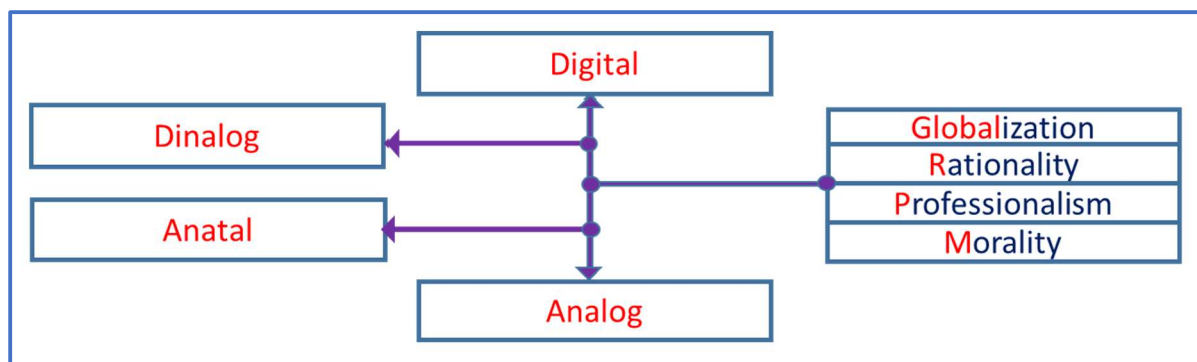 Digital
Dinalog
Globalization
Rationality
Professionalism
Anatal
Morality
Analog